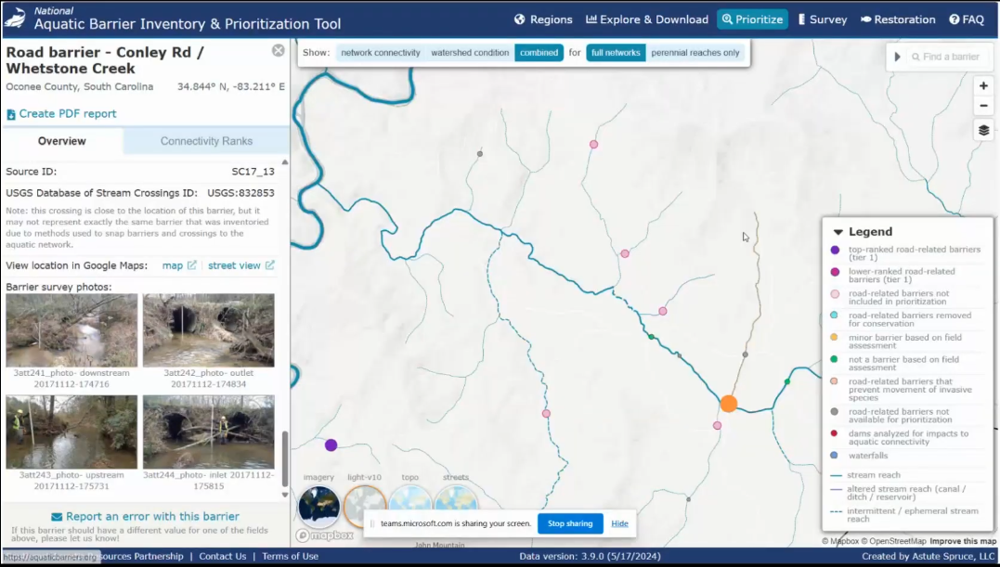 National
Aquatic Barrier Inventory & Prioritization Tool
Regions
Explore & Download
Prioritize
Survey
Restoration
FAQ
Road barrier - Conley Rd /
Whetstone Creek
Oconee County, South Carolina
34.844° N, -83.211° E
Create PDF report
Overview
Connectivity Ranks
Source ID:
SC17_13
USGS Database of Stream Crossings ID:
USGS:832853
Note: this crossing is close to the location of this barrier, but it
may not represent exactly the same barrier that was inventoried
due to methods used to snap barriers and crossings to the
aquatic network.
View location in Google Maps:
map
street view
Barrier survey photos:
3att241_photo- downstream
20171112-174716
3att242_photo- outlet
20171112-174834
3att243_photo- upstream
20171112-175731
3att244_photo- inlet 20171112-
175815
Report an error with this barrier
If this barrier should have a different value for one of the fields
above, please let us know!
Show:
network connectivity
watershed condition
combined
for
full networks
perennial reaches only
Find a barrier
+
−
Legend
top-ranked road-related barriers
(tier 1)
lower-ranked road-related
barriers (tier 1)
road-related barriers not
included in prioritization
road-related barriers removed
for conservation
minor barrier based on field
assessment
not a barrier based on field
assessment
road-related barriers that
prevent movement of invasive
species
road-related barriers not
available for prioritization
dams analyzed for impacts to
aquatic connectivity
waterfalls
stream reach
altered stream reach (canal /
ditch / reservoir)
intermittent / ephemeral stream
reach
imagery
light-v10
topo
streets
mapbox
teams.microsoft.com is sharing your screen.
Stop sharing
Hide
John Mountain
© Mapbox © OpenStreetMap Improve this map
https://aquaticbarriers.org
sources Partnership | Contact Us | Terms of Use
Data version: 3.9.0 (5/17/2024)
Created by Astute Spruce, LLC